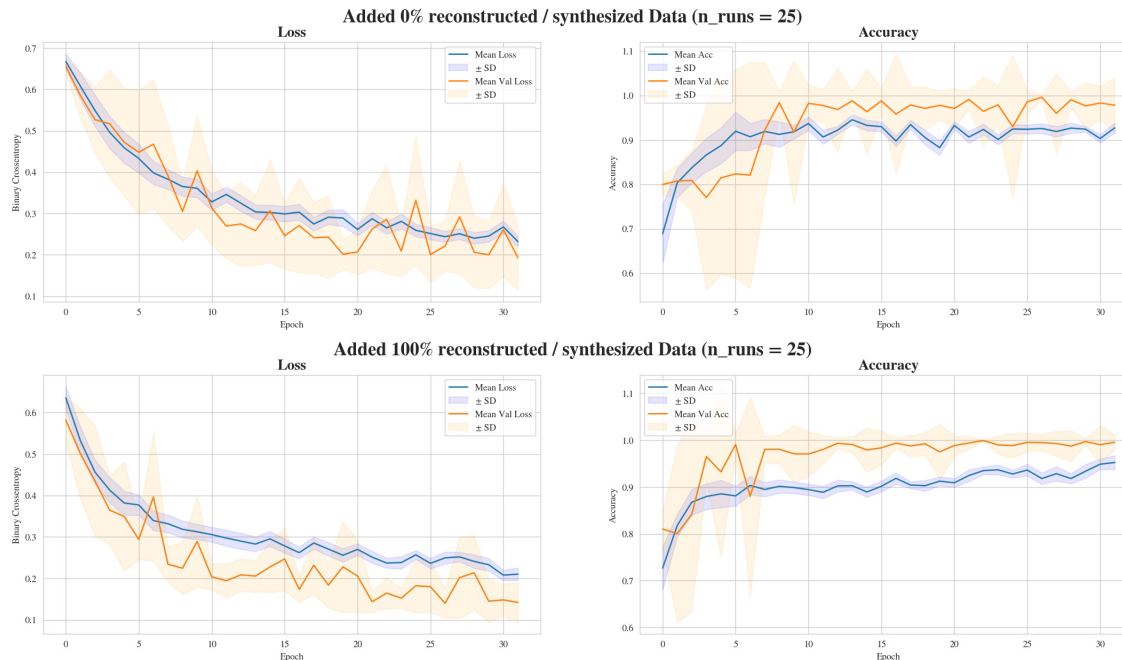 Added 0% reconstructed / synthesized Data (n_runs = 25)
Loss
Accuracy
0.7
0.6
0.5
0.4
0.3
0.2
0.1
Binary Crossentropy
Mean Loss
± SD
Mean Val Loss
± SD
0 5 10 15 20 25 30
Epoch
1.1
1.0
0.9
0.8
0.7
0.6
Accuracy
Mean Acc
± SD
Mean Val Acc
± SD
0 5 10 15 20 25 30
Epoch
Added 100% reconstructed / synthesized Data (n_runs = 25)
Loss
Accuracy
0.6
0.5
0.4
0.3
0.2
0.1
Binary Crossentropy
Mean Loss
± SD
Mean Val Loss
± SD
0 5 10 15 20 25 30
Epoch
1.1
1.0
0.9
0.8
0.7
0.6
Accuracy
Mean Acc
± SD
Mean Val Acc
± SD
0 5 10 15 20 25 30
Epoch